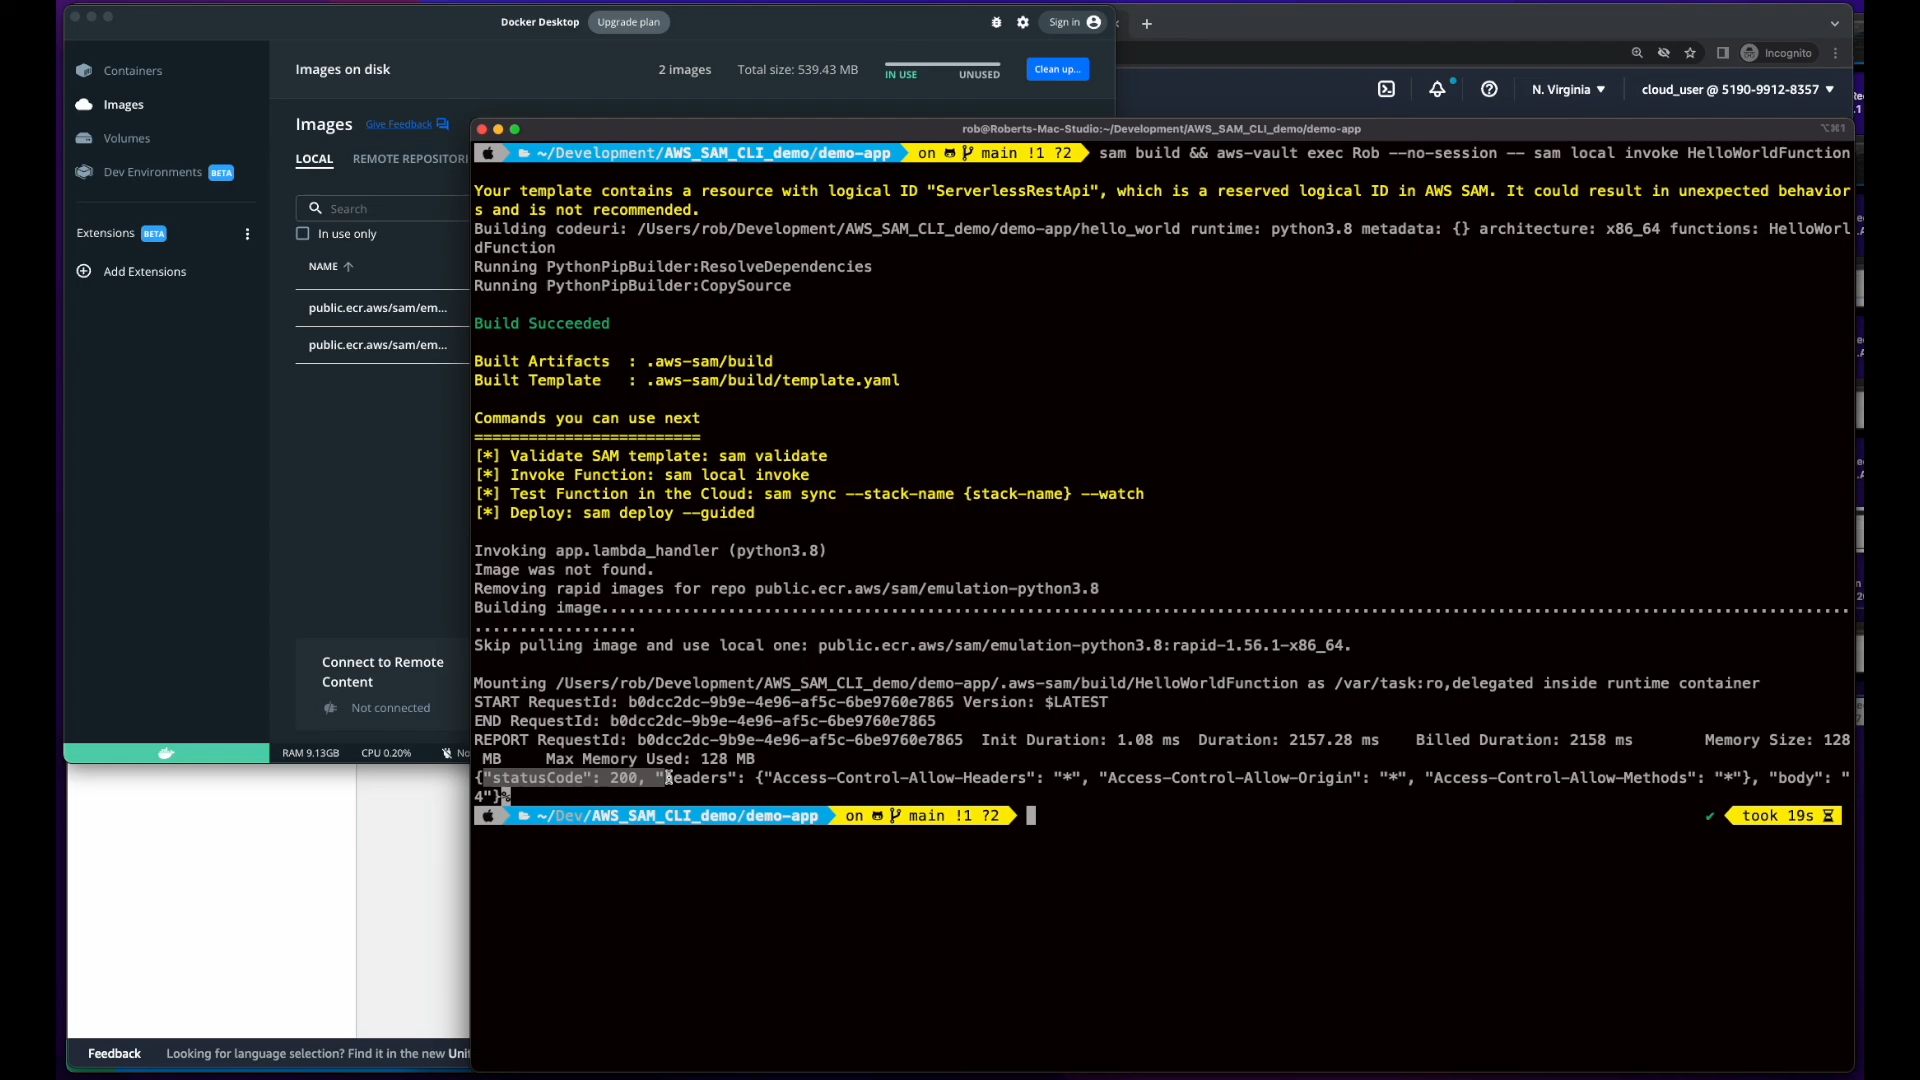 Docker Desktop Upgrade plan Sign in
Containers
Images
Volumes
Dev Environments BETA
Extensions BETA
Add Extensions
Images on disk 2 images Total size: 539.43 MB IN USE UNUSED Clean up...
Images Give Feedback
LOCAL REMOTE REPOSITORI
Search
In use only
NAME
public.ecr.aws/sam/em...
public.ecr.aws/sam/em...
Connect to Remote
Content
Not connected
RAM 9.13GB CPU 0.20% No
Incognito
N. Virginia cloud_user @ 5190-9912-8357
rob@Roberts-Mac-Studio:~/Development/AWS_SAM_CLI_demo/demo-app ⌥⌘1
~/Development/AWS_SAM_CLI_demo/demo-app on main !1 ?2 sam build && aws-vault exec Rob --no-session -- sam local invoke HelloWorldFunction
Your template contains a resource with logical ID "ServerlessRestApi", which is a reserved logical ID in AWS SAM. It could result in unexpected behavior
s and is not recommended.
Building codeuri: /Users/rob/Development/AWS_SAM_CLI_demo/demo-app/hello_world runtime: python3.8 metadata: {} architecture: x86_64 functions: HelloWorl
dFunction
Running PythonPipBuilder:ResolveDependencies
Running PythonPipBuilder:CopySource
Build Succeeded
Built Artifacts : .aws-sam/build
Built Template : .aws-sam/build/template.yaml
Commands you can use next
=========================
[*] Validate SAM template: sam validate
[*] Invoke Function: sam local invoke
[*] Test Function in the Cloud: sam sync --stack-name {stack-name} --watch
[*] Deploy: sam deploy --guided
Invoking app.lambda_handler (python3.8)
Image was not found.
Removing rapid images for repo public.ecr.aws/sam/emulation-python3.8
Building image..........................................................................................................................................
..................
Skip pulling image and use local one: public.ecr.aws/sam/emulation-python3.8:rapid-1.56.1-x86_64.
Mounting /Users/rob/Development/AWS_SAM_CLI_demo/demo-app/.aws-sam/build/HelloWorldFunction as /var/task:ro,delegated inside runtime container
START RequestId: b0dcc2dc-9b9e-4e96-af5c-6be9760e7865 Version: $LATEST
END RequestId: b0dcc2dc-9b9e-4e96-af5c-6be9760e7865
REPORT RequestId: b0dcc2dc-9b9e-4e96-af5c-6be9760e7865 Init Duration: 1.08 ms Duration: 2157.28 ms Billed Duration: 2158 ms Memory Size: 128
MB Max Memory Used: 128 MB
{"statusCode": 200, "headers": {"Access-Control-Allow-Headers": "*", "Access-Control-Allow-Origin": "*", "Access-Control-Allow-Methods": "*"}, "body": "
4"}%
~/Dev/AWS_SAM_CLI_demo/demo-app on main !1 ?2 ✔ took 19s
Feedback Looking for language selection? Find it in the new Uni